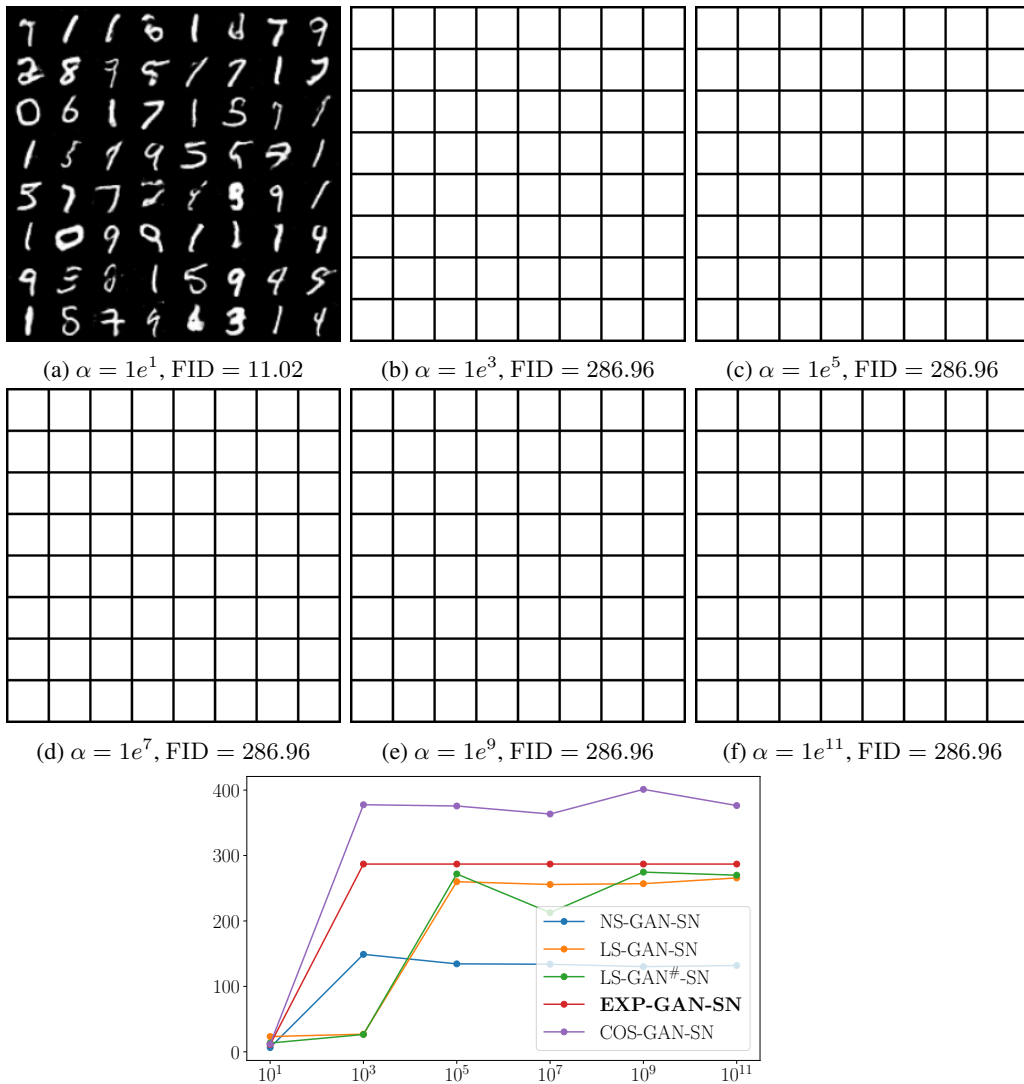 (a) α = 1e^1, FID = 11.02
(b) α = 1e^3, FID = 286.96
(c) α = 1e^5, FID = 286.96
(d) α = 1e^7, FID = 286.96
(e) α = 1e^9, FID = 286.96
(f) α = 1e^11, FID = 286.96
400
300
200
100
0
NS-GAN-SN
LS-GAN-SN
LS-GAN^#-SN
EXP-GAN-SN
COS-GAN-SN
10^1 10^3 10^5 10^7 10^9 10^11